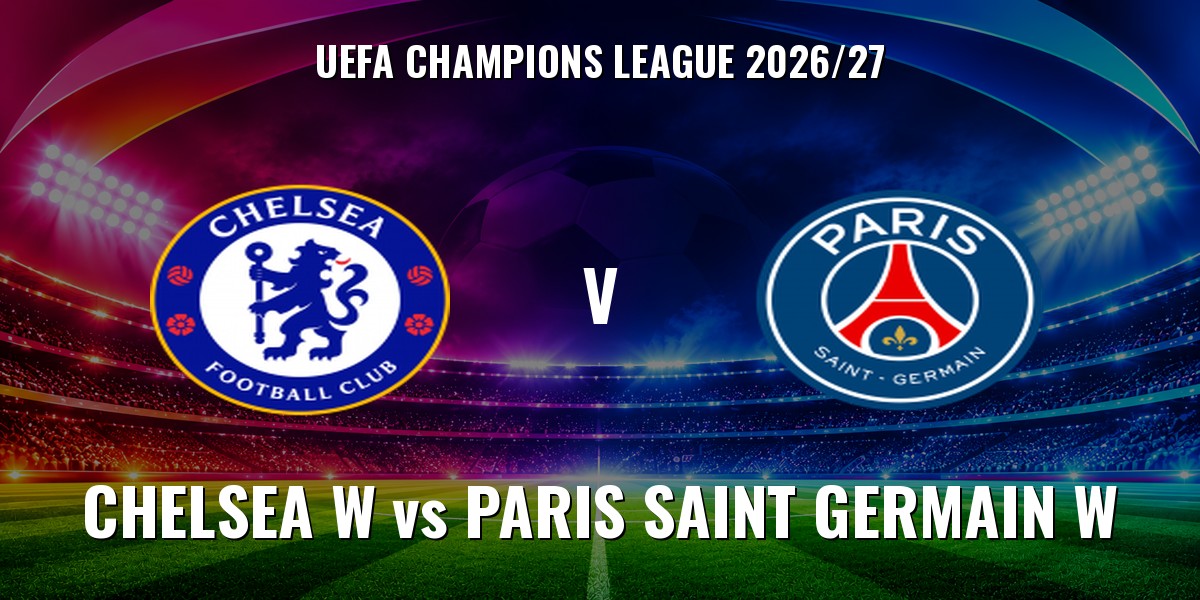 UEFA CHAMPIONS LEAGUE 2026/27
CHELSEA
FOOTBALL CLUB
V
PARIS
SAINT - GERMAIN
CHELSEA W vs PARIS SAINT GERMAIN W